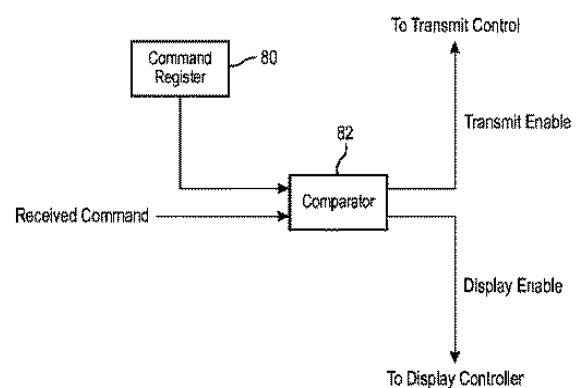 To Transmit Control
Command
Register
80
Transmit Enable
82
Comparator
Received Command
Display Enable
To Display Controller